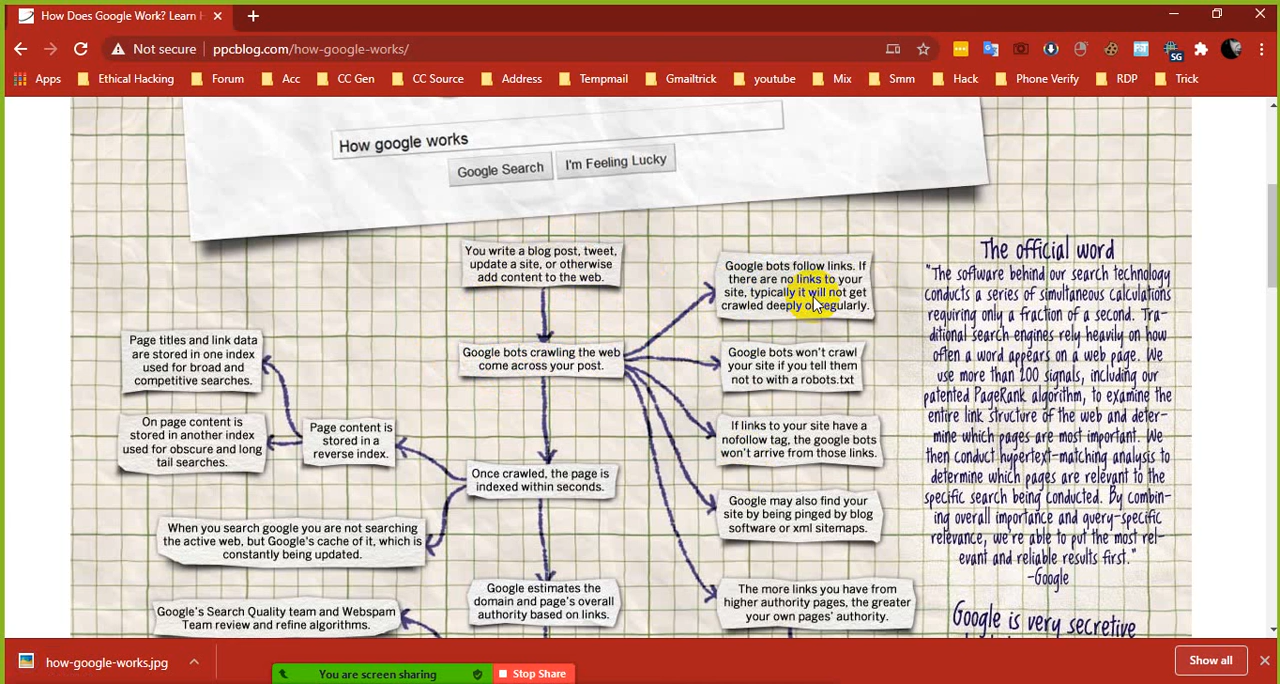 How Does Google Work? Learn H
Not secure
ppcblog.com/how-google-works/
SG
Apps
Ethical Hacking
Forum
Acc
CC Gen
CC Source
Address
Tempmail
Gmailtrick
youtube
Mix
Smm
Hack
Phone Verify
RDP
Trick
How google works
Google Search
I'm Feeling Lucky
You write a blog post, tweet,
update a site, or otherwise
add content to the web.
Google bots crawling the web
come across your post.
Google bots follow links. If
there are no links to your
site, typically it will not get
crawled deeply or regularly.
Google bots won't crawl
your site if you tell them
not to with a robots.txt
If links to your site have a
nofollow tag, the google bots
won't arrive from those links.
Google may also find your
site by being pinged by blog
software or xml sitemaps.
The more links you have from
higher authority pages, the greater
your own pages' authority.
Once crawled, the page is
indexed within seconds.
Page content is
stored in a
reverse index.
Page titles and link data
are stored in one index
used for broad and
competitive searches.
On page content is
stored in another index
used for obscure and long
tail searches.
When you search google you are not searching
the active web, but Google's cache of it, which is
constantly being updated.
Google estimates the
domain and page's overall
authority based on links.
Google's Search Quality team and Webspam
Team review and refine algorithms.
The official word
"The software behind our search technology
conducts a series of simultaneous calculations
requiring only a fraction of a second. Tra-
ditional search engines rely heavily on how
often a word appears on a web page. We
use more than 200 signals, including our
patented PageRank algorithm, to examine the
entire link structure of the web and deter-
mine which pages are most important. We
then conduct hypertext-matching analysis to
determine which pages are relevant to the
specific search being conducted. By combin-
ing overall importance and query-specific
relevance, we're able to put the most rel-
evant and reliable results first."
-Google
Google is very secretive
how-google-works.jpg
You are screen sharing
Stop Share
Show all